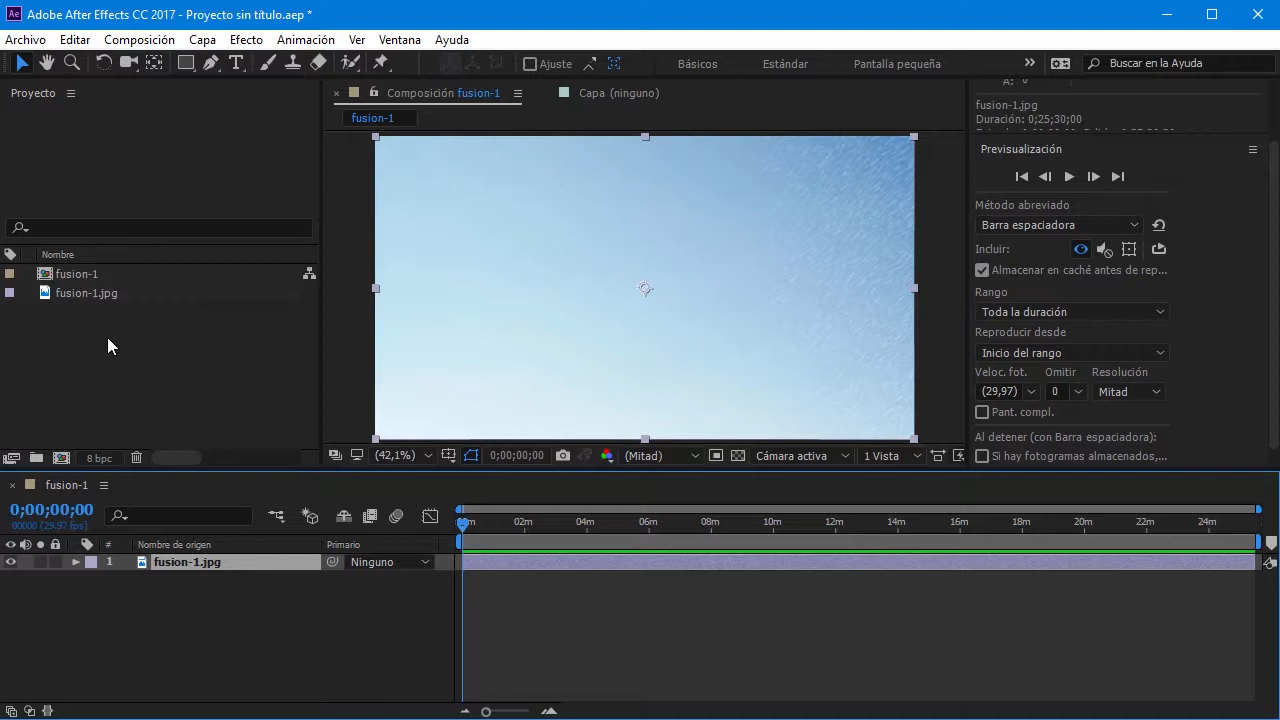 Ae Adobe After Effects CC 2017 - Proyecto sin título.aep *
Archivo Editar Composición Capa Efecto Animación Ver Ventana Ayuda
Ajuste Básicos Estándar Pantalla pequeña Buscar en la Ayuda
Proyecto
Composición fusion-1
Capa (ninguno)
fusion-1
A: 0
fusion-1.jpg
Duración: 0;25;30;00
Previsualización
Método abreviado
Barra espaciadora
Incluir:
Almacenar en caché antes de rep...
Rango
Toda la duración
Reproducir desde
Inicio del rango
Veloc. fot. Omitir Resolución
(29,97) 0 Mitad
Pant. compl.
Al detener (con Barra espaciadora):
Si hay fotogramas almacenados,...
Nombre
fusion-1
fusion-1.jpg
8 bpc
(42,1%) 0;00;00;00 (Mitad) Cámara activa 1 Vista
fusion-1
0;00;00;00
00000 (29.97 fps)
02m 04m 06m 08m 10m 12m 14m 16m 18m 20m 22m 24m
# Nombre de origen Primario
1 fusion-1.jpg Ninguno